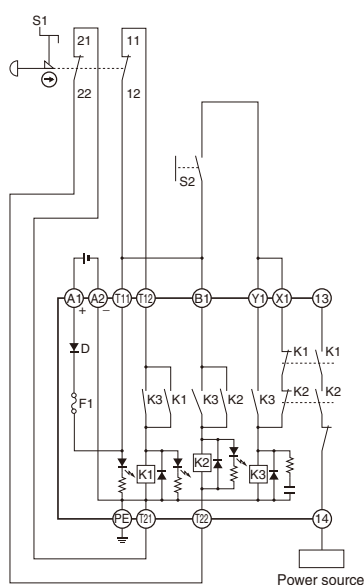 S1
21
11
22
12
S2
A1
A2
T11
T12
B1
Y1
X1
13
+
−
D
F1
K3
K1
K3
K2
K3
K1
K1
K2
K2
K1
K2
K3
PE
T21
T22
14
Power source